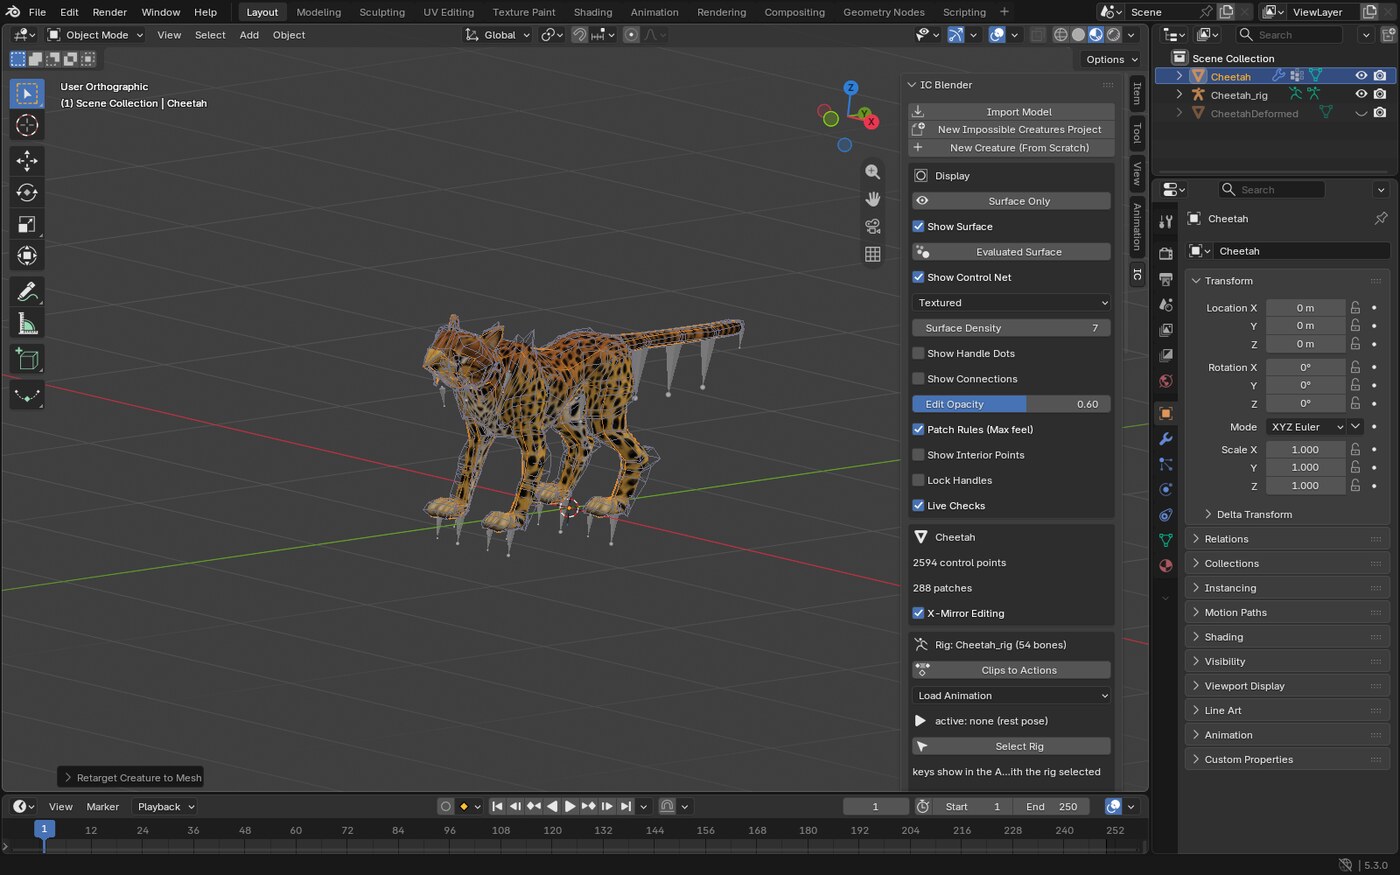 File Edit Render Window Help Layout Modeling Sculpting UV Editing Texture Paint Shading Animation Rendering Compositing Geometry Nodes Scripting + Scene ViewLayer
Object Mode View Select Add Object Global Search
Options
User Orthographic
(1) Scene Collection | Cheetah
Z
Y
X
IC Blender
Import Model
New Impossible Creatures Project
New Creature (From Scratch)
Display
Surface Only
Show Surface
Evaluated Surface
Show Control Net
Textured
Surface Density 7
Show Handle Dots
Show Connections
Edit Opacity 0.60
Patch Rules (Max feel)
Show Interior Points
Lock Handles
Live Checks
Cheetah
2594 control points
288 patches
X-Mirror Editing
Rig: Cheetah_rig (54 bones)
Clips to Actions
Load Animation
active: none (rest pose)
Select Rig
keys show in the A...ith the rig selected
Item
Tool
View
Animation
IC
Scene Collection
Cheetah
Cheetah_rig
CheetahDeformed
Search
Cheetah
Cheetah
Transform
Location X 0 m
Y 0 m
Z 0 m
Rotation X 0°
Y 0°
Z 0°
Mode XYZ Euler
Scale X 1.000
Y 1.000
Z 1.000
Delta Transform
Relations
Collections
Instancing
Motion Paths
Shading
Visibility
Viewport Display
Line Art
Animation
Custom Properties
Retarget Creature to Mesh
View Marker Playback 1 Start 1 End 250
1 12 24 36 48 60 72 84 96 108 120 132 144 156 168 180 192 204 216 228 240 252
5.3.0